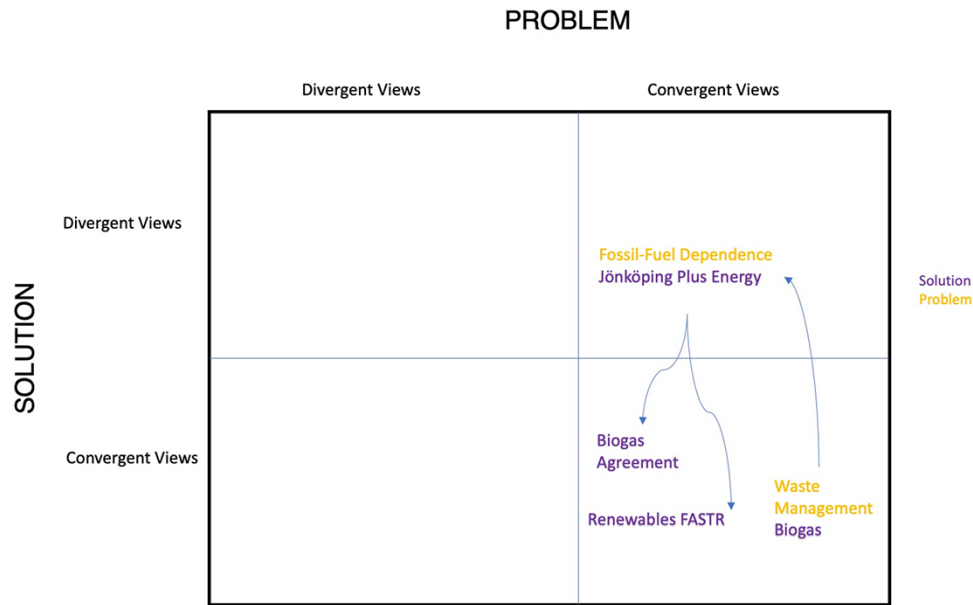 PROBLEM
Divergent Views
Convergent Views
SOLUTION
Divergent Views
Fossil-Fuel Dependence
Jönköping Plus Energy
Solution
Problem
Convergent Views
Biogas
Agreement
Renewables FASTR
Waste
Management
Biogas